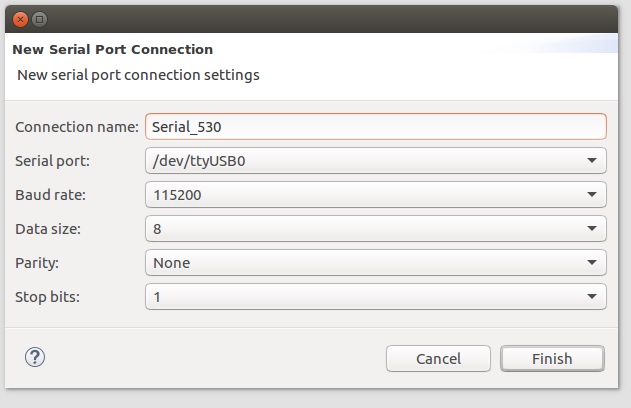 New Serial Port Connection
New serial port connection settings
Connection name: Serial_530
Serial port: /dev/ttyUSB0
Baud rate: 115200
Data size: 8
Parity: None
Stop bits: 1
? Cancel Finish